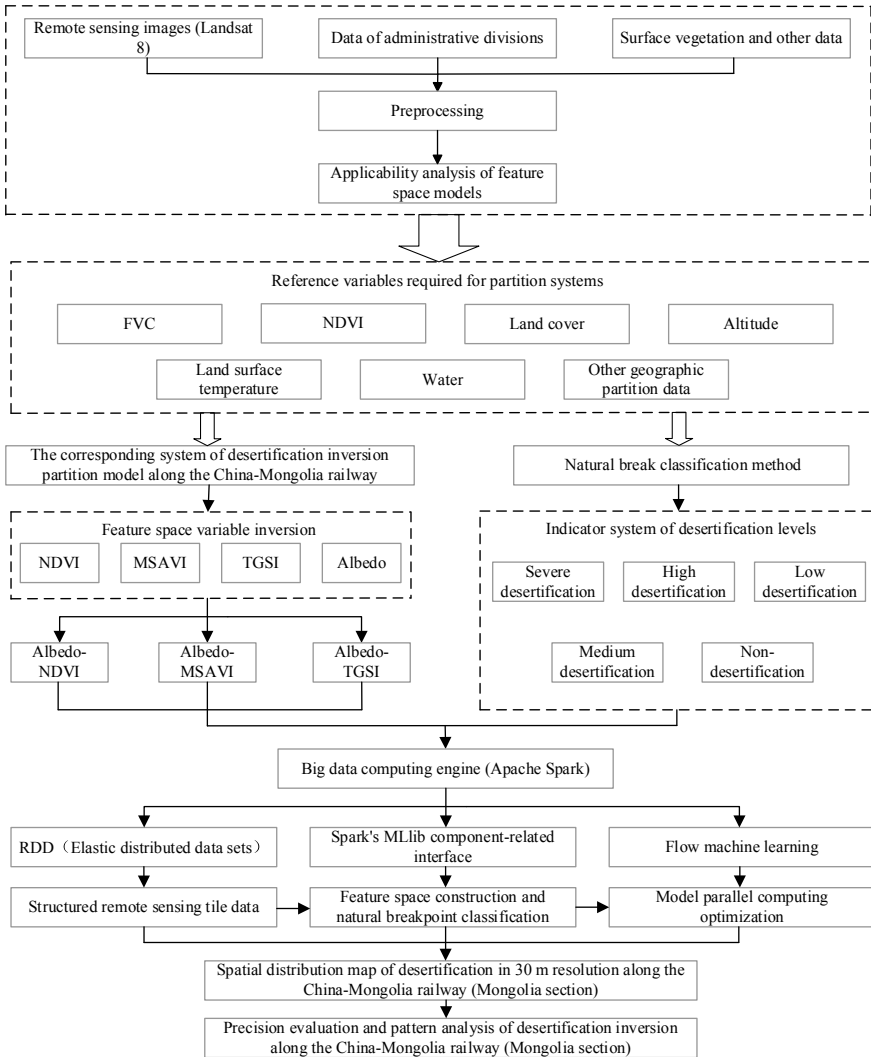 Remote sensing images (Landsat
8)
Data of administrative divisions
Surface vegetation and other data
Preprocessing
Applicability analysis of feature
space models
Reference variables required for partition systems
FVC
NDVI
Land cover
Altitude
Land surface
temperature
Water
Other geographic
partition data
The corresponding system of desertification inversion
partition model along the China-Mongolia railway
Natural break classification method
Feature space variable inversion
NDVI
MSAVI
TGSI
Albedo
Indicator system of desertification levels
Severe
desertification
High
desertification
Low
desertification
Medium
desertification
Non-
desertification
Albedo-
NDVI
Albedo-
MSAVI
Albedo-
TGSI
Big data computing engine (Apache Spark)
RDD（Elastic distributed data sets）
Spark's MLlib component-related
interface
Flow machine learning
Structured remote sensing tile data
Feature space construction and
natural breakpoint classification
Model parallel computing
optimization
Spatial distribution map of desertification in 30 m resolution along the
China-Mongolia railway (Mongolia section)
Precision evaluation and pattern analysis of desertification inversion
along the China-Mongolia railway (Mongolia section)